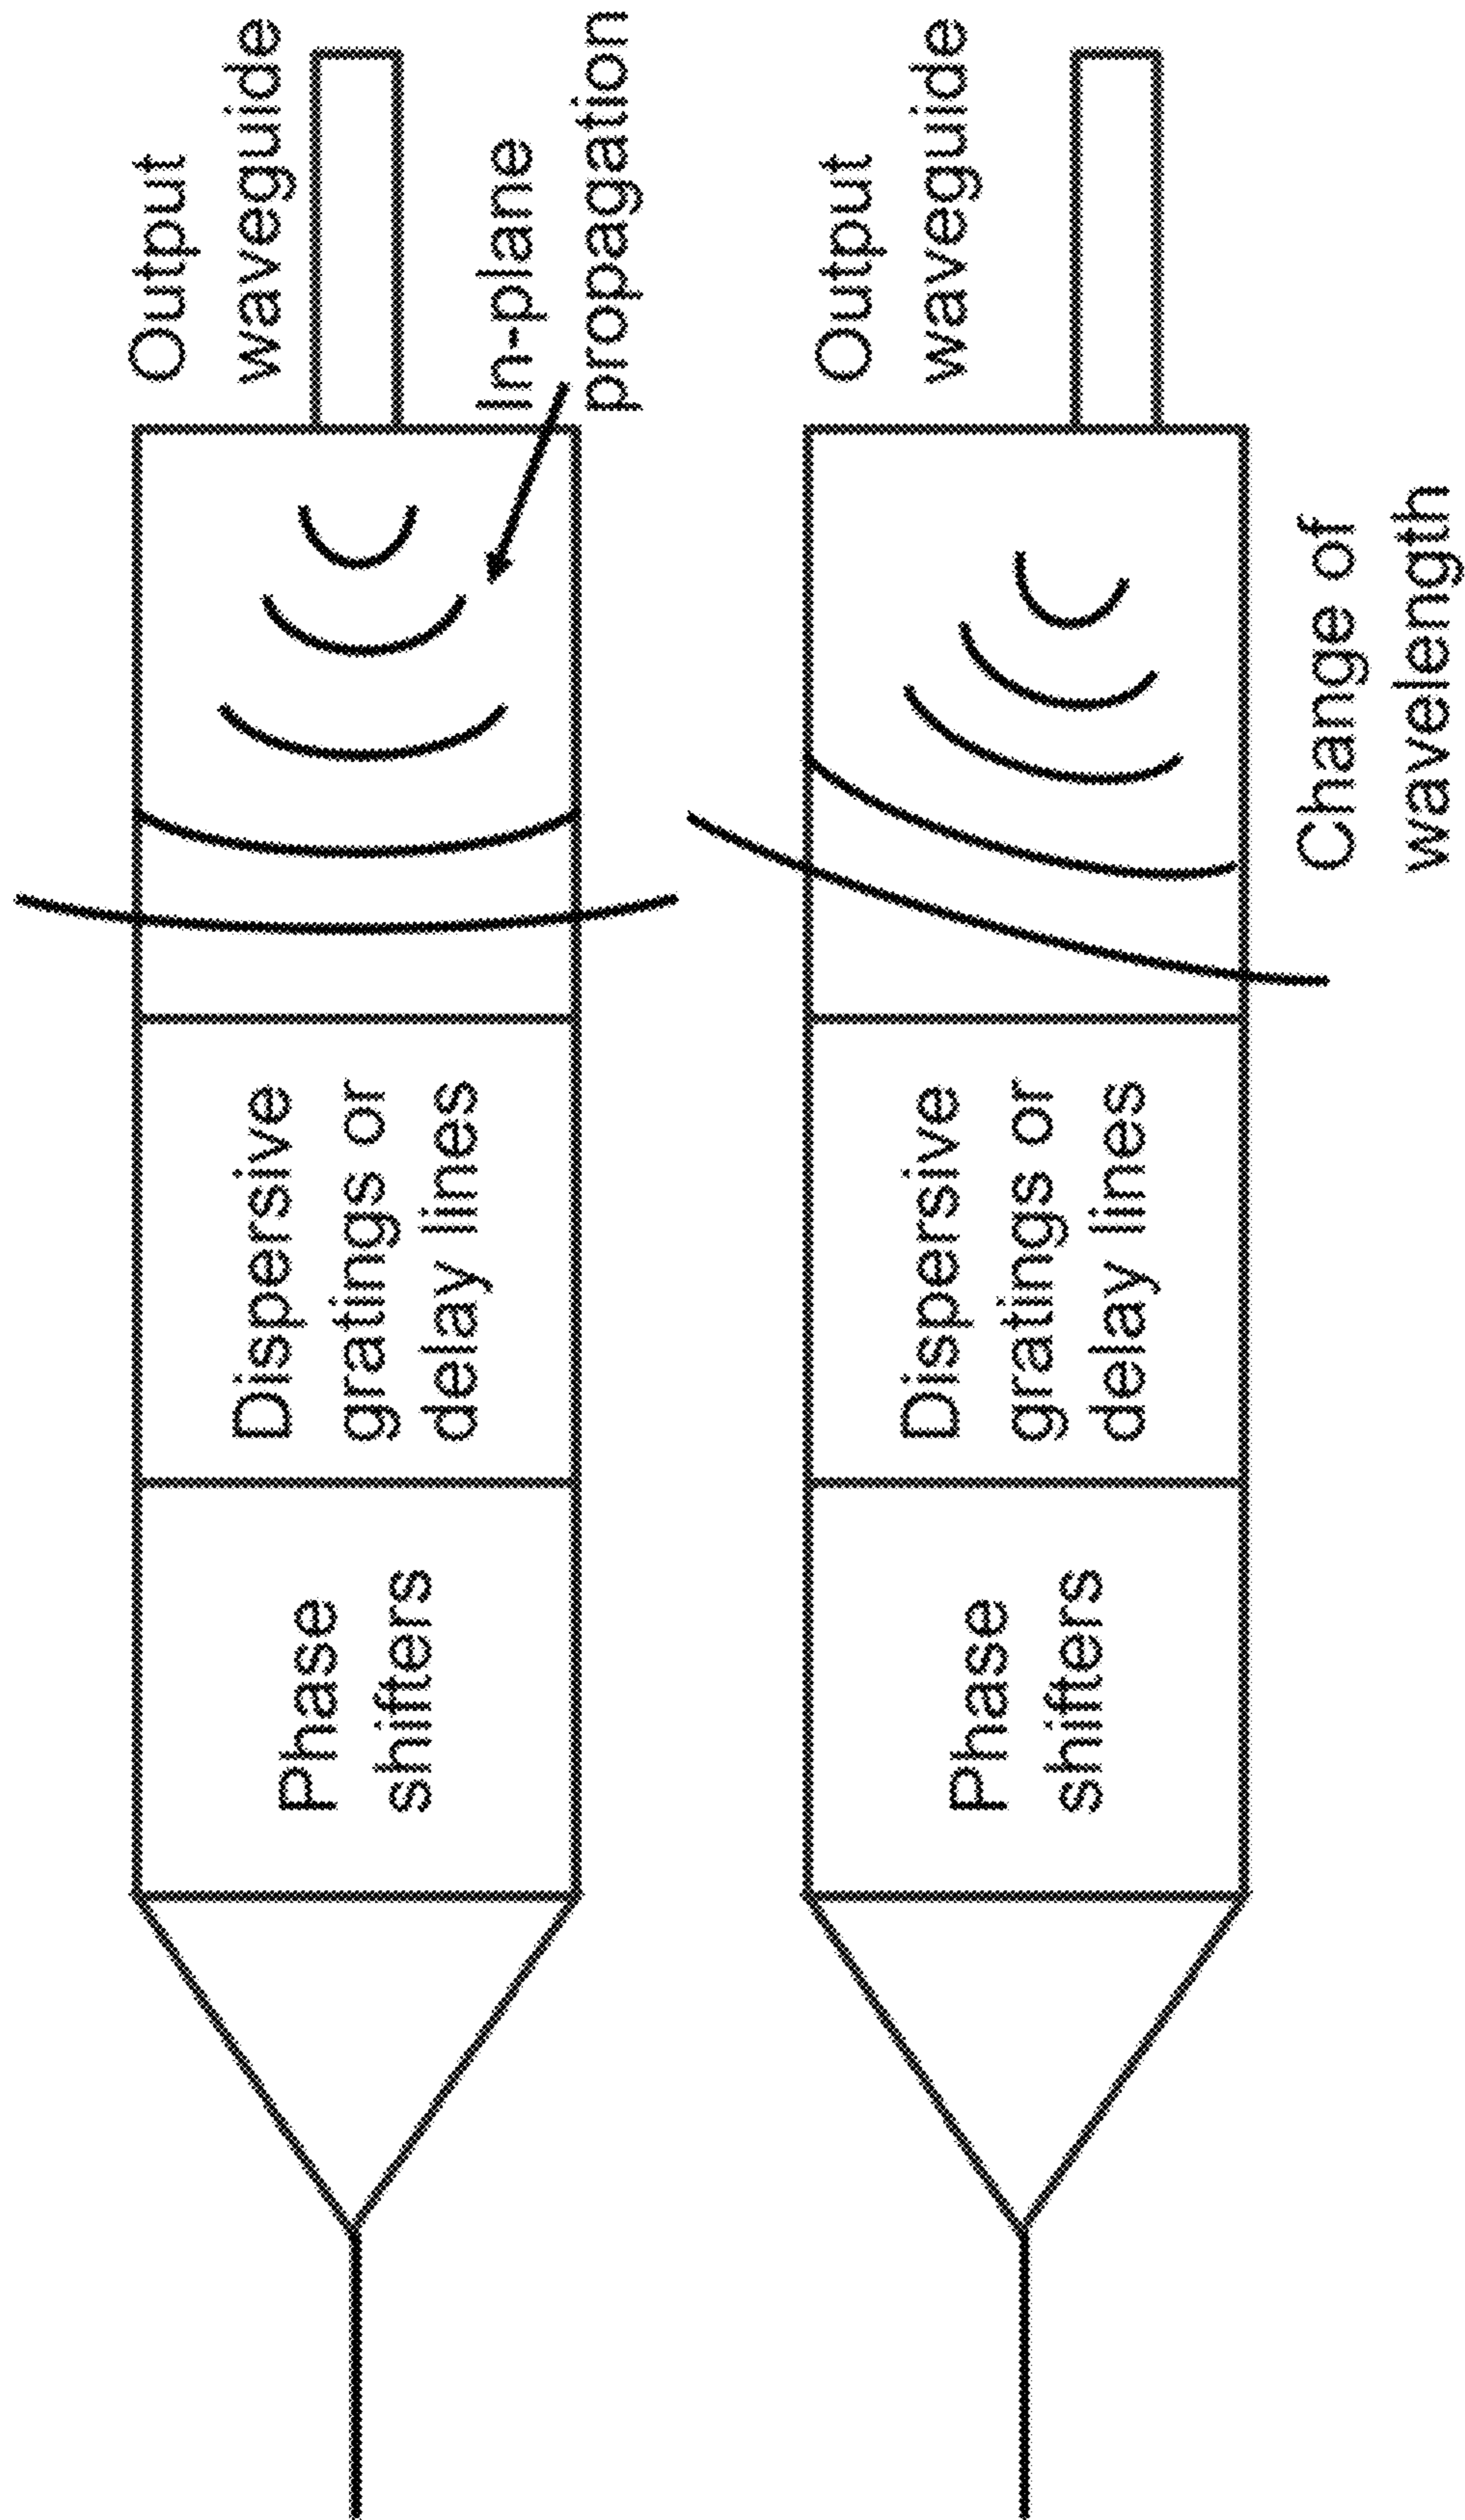 Phase
shifters
Dispersive
gratings or
delay lines
Output
waveguide
In-plane
propagation
Phase
shifters
Dispersive
gratings or
delay lines
Output
waveguide
Change of
wavelength